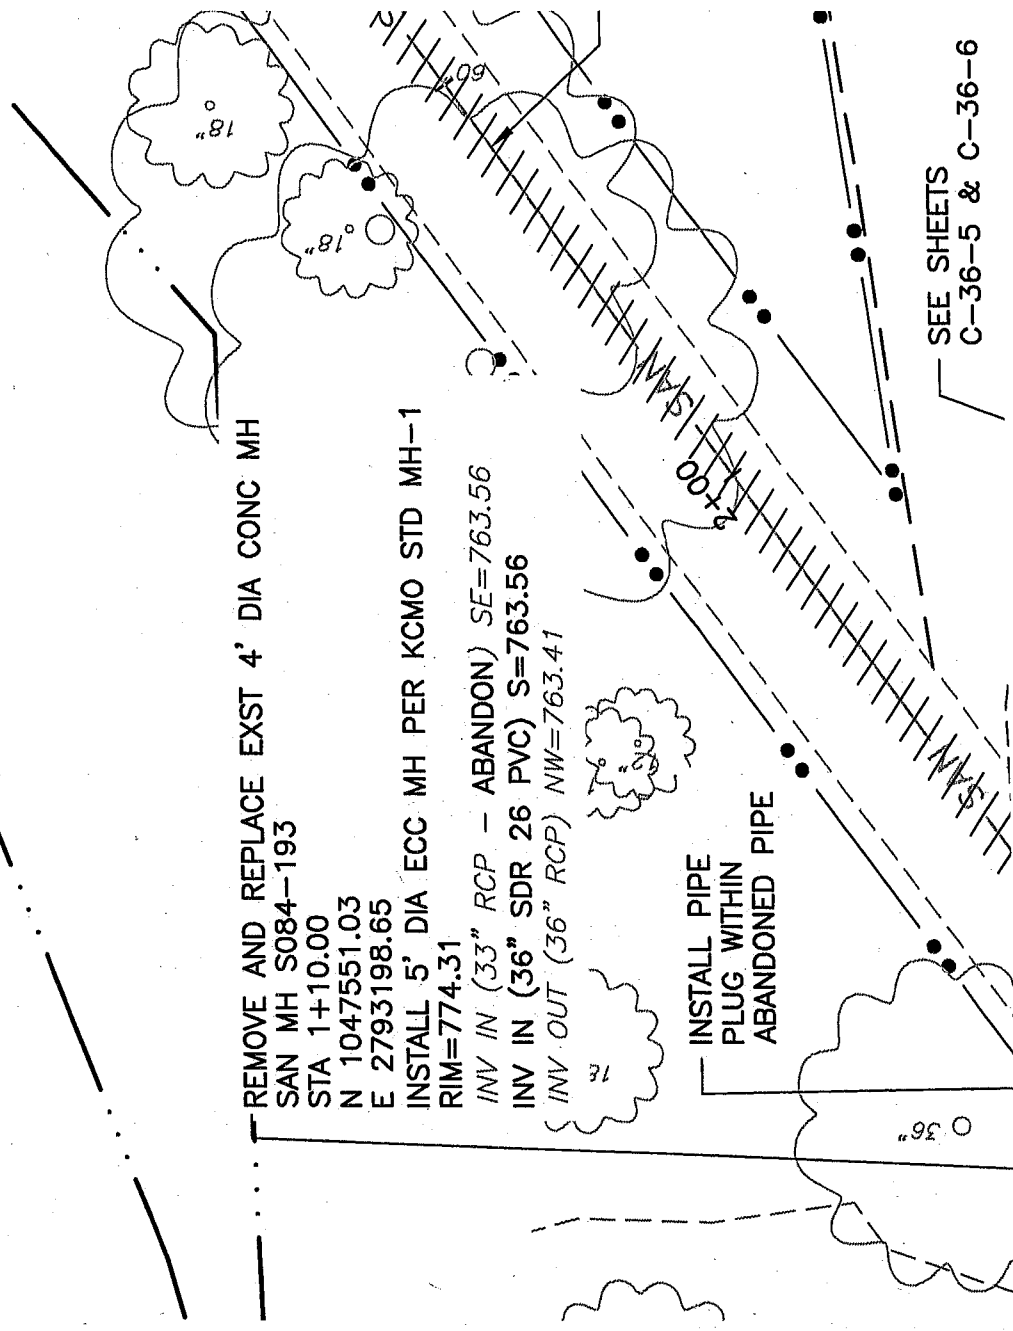 REMOVE AND REPLACE EXST 4' DIA CONC MH
SAN MH S084-193
STA 1+10.00
N 1047551.03
E 2793198.65
INSTALL 5' DIA ECC MH PER KCMO STD MH-1
RIM=774.31
INV IN (33" RCP - ABANDON) SE=763.56
INV IN (36" SDR 26 PVC) S=763.56
INV OUT (36" RCP) NW=763.41
INSTALL PIPE
PLUG WITHIN
ABANDONED PIPE
SEE SHEETS
C-36-5 & C-36-6
2+00
SAN
SAN
18"
18"
36"
18